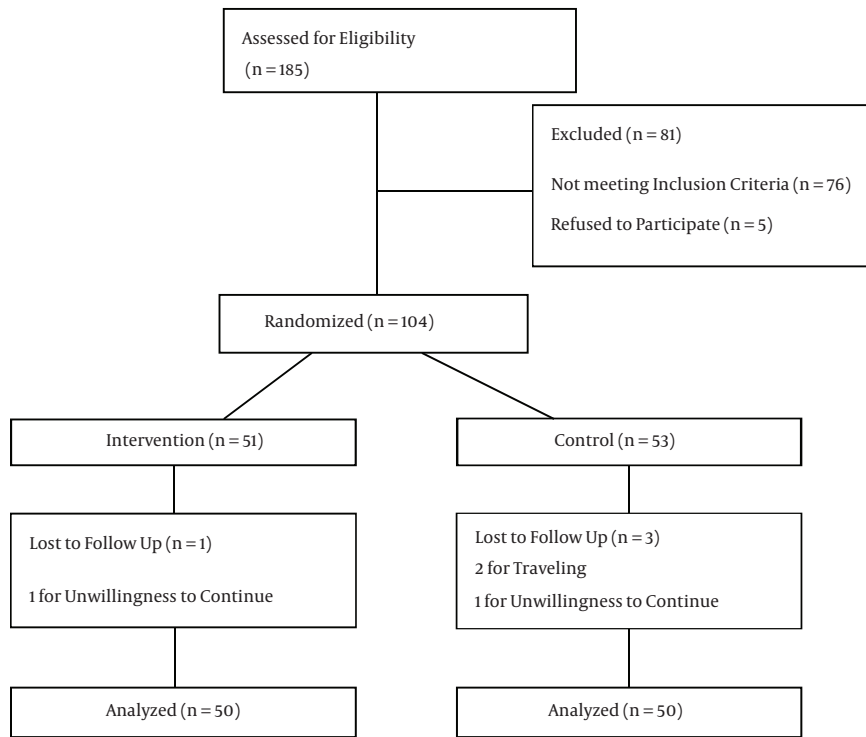 Assessed for Eligibility
(n = 185)
Excluded (n = 81)
Not meeting Inclusion Criteria (n = 76)
Refused to Participate (n = 5)
Randomized (n = 104)
Intervention (n = 51)
Control (n = 53)
Lost to Follow Up (n = 1)
1 for Unwillingness to Continue
Lost to Follow Up (n = 3)
2 for Traveling
1 for Unwillingness to Continue
Analyzed (n = 50)
Analyzed (n = 50)